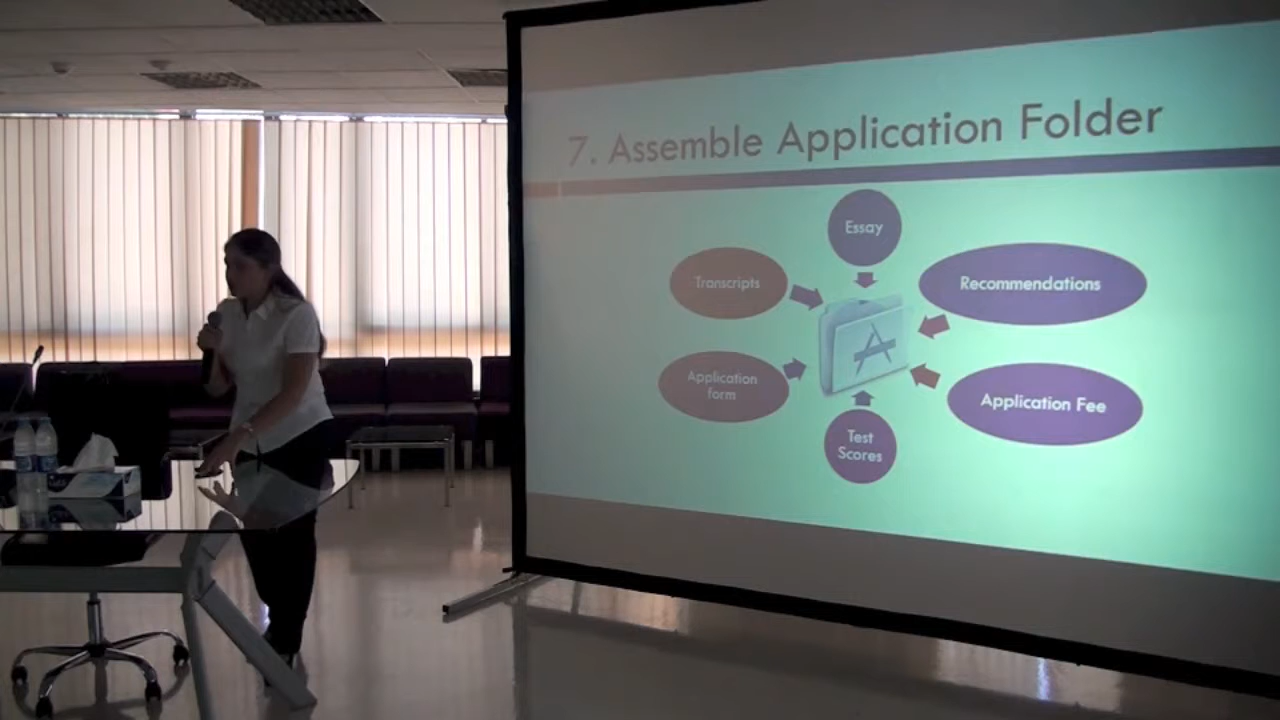 7. Assemble Application Folder
Essay
Transcripts
Recommendations
Application
form
Application Fee
Test
Scores